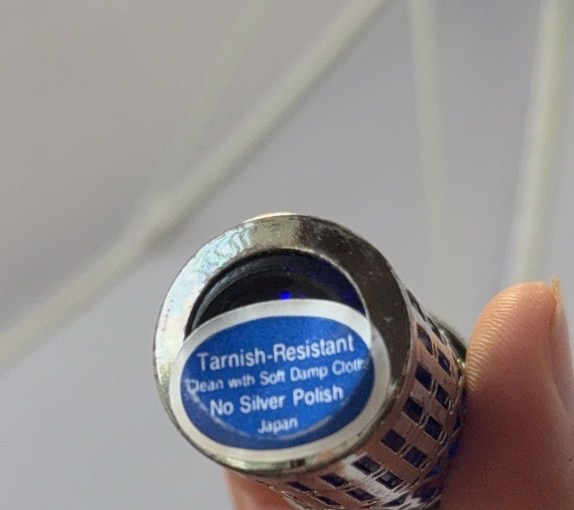 Tarnish-Resistant
Clean with Soft Damp Cloth
No Silver Polish
Japan